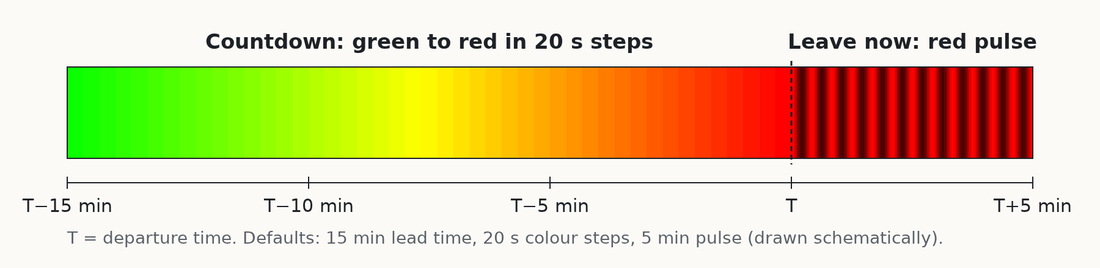 Countdown: green to red in 20 s steps
Leave now: red pulse
T−15 min
T−10 min
T−5 min
T
T+5 min
T = departure time. Defaults: 15 min lead time, 20 s colour steps, 5 min pulse (drawn schematically).